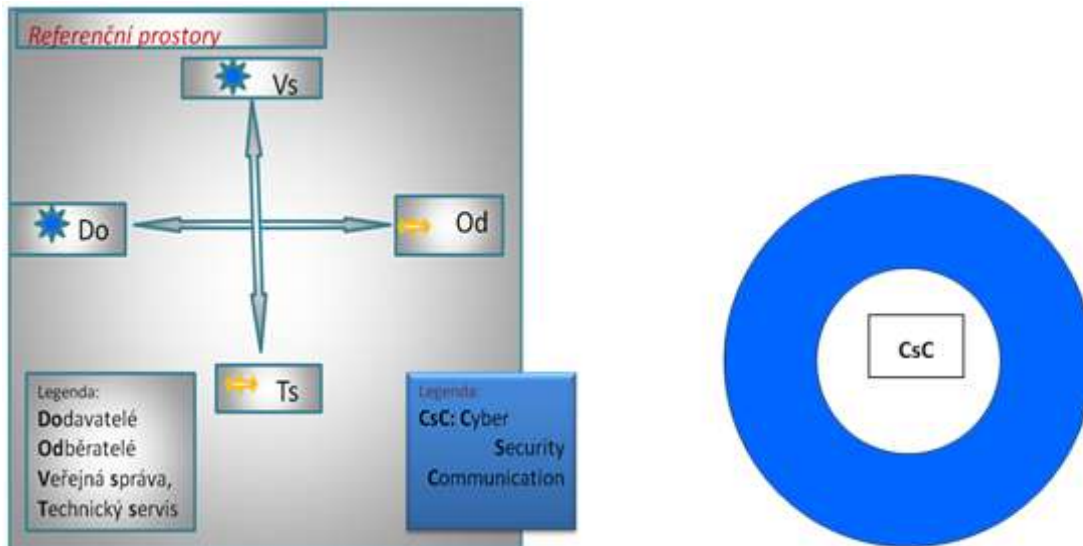 Referenční prostory
Vs
Do
Od
Ts
Legenda:
Dodavatelé
Odběratelé
Veřejná správa,
Technický servis
Legenda:
CsC: Cyber
Security
Communication
CsC